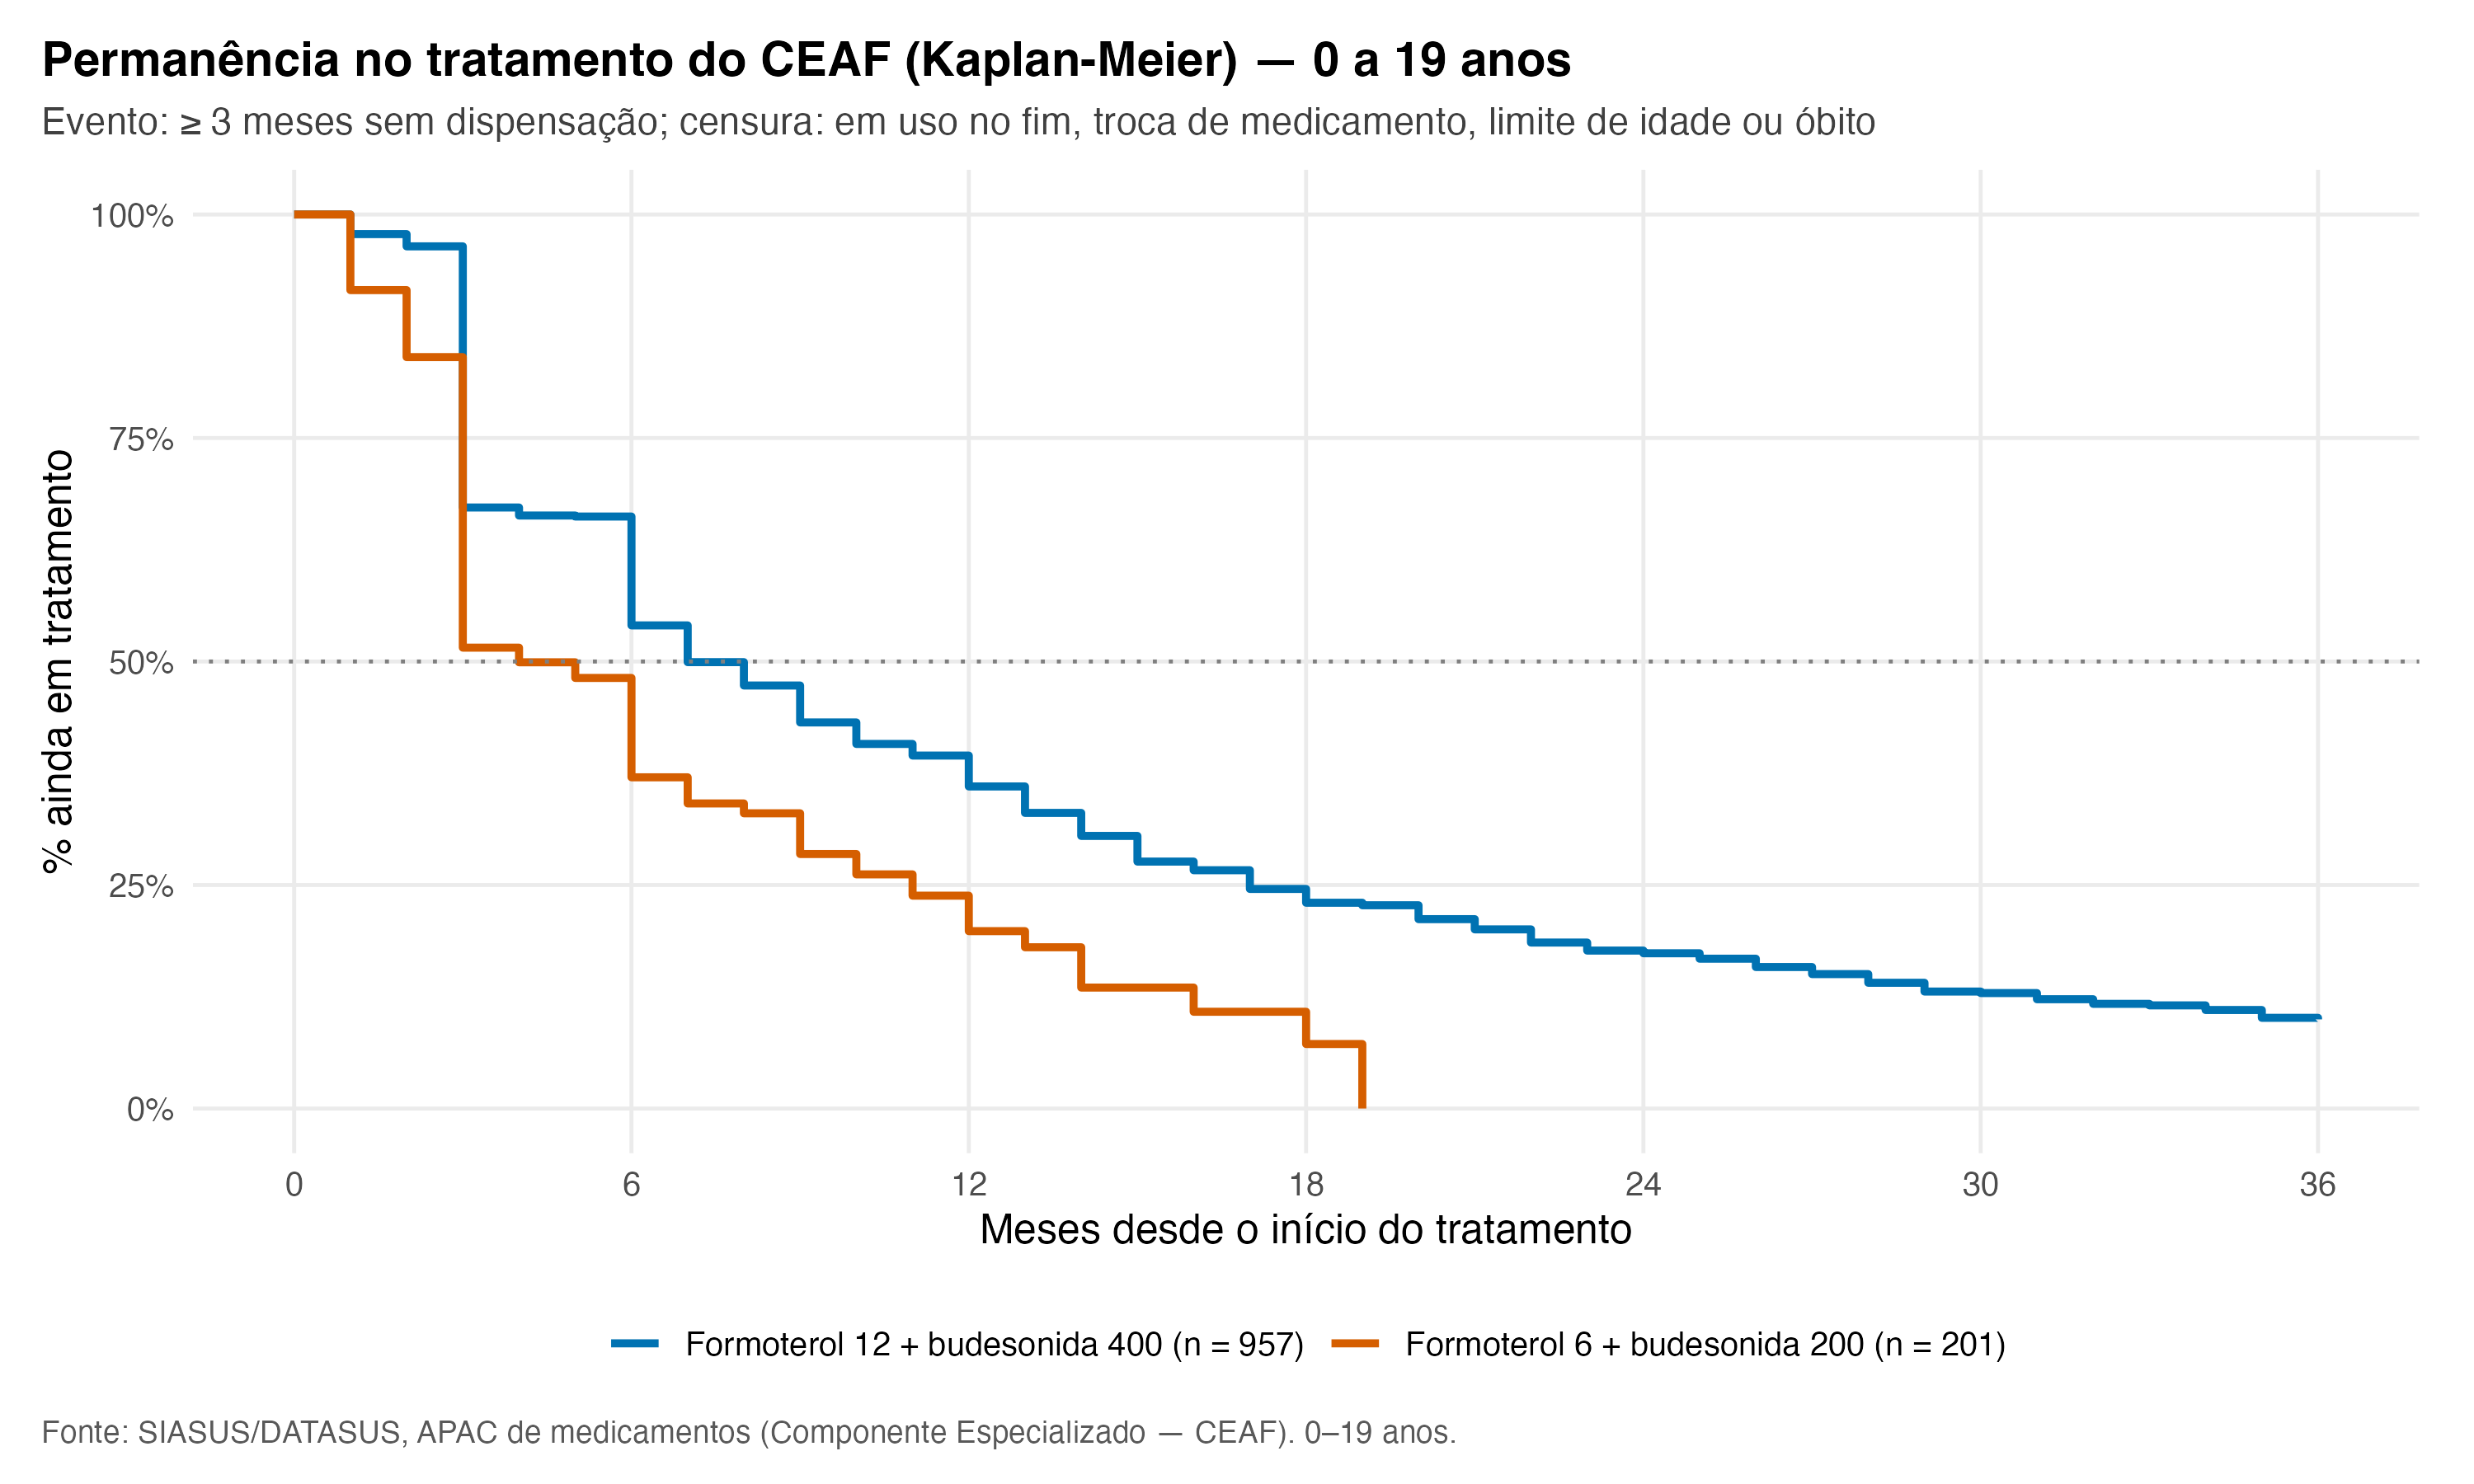 Permanência no tratamento do CEAF (Kaplan-Meier) — 0 a 19 anos
Evento: ≥ 3 meses sem dispensação; censura: em uso no fim, troca de medicamento, limite de idade ou óbito
% ainda em tratamento
100%
75%
50%
25%
0%
0 6 12 18 24 30 36
Meses desde o início do tratamento
Formoterol 12 + budesonida 400 (n = 957) Formoterol 6 + budesonida 200 (n = 201)
Fonte: SIASUS/DATASUS, APAC de medicamentos (Componente Especializado — CEAF). 0–19 anos.